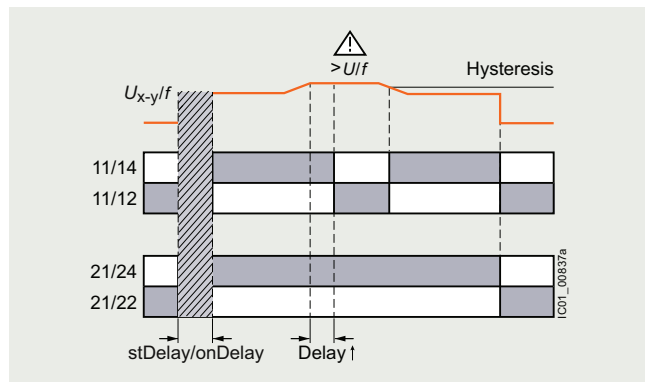 >U/f
Hysteresis
Ux-y/f
11/14
11/12
21/24
21/22
IC01_00837a
stDelay/onDelay
Delay↑